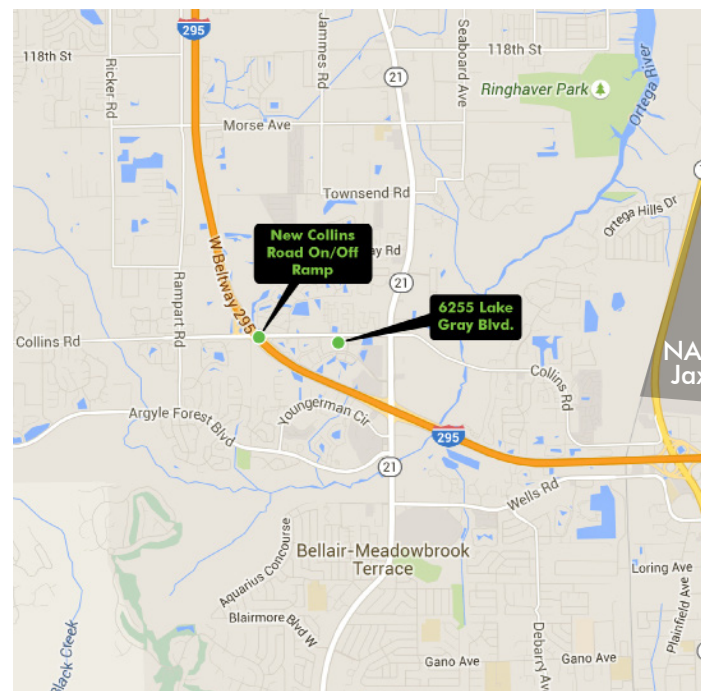 295
118th St
Ricker Rd
Jammes Rd
21
Seaboard Ave
118th St
Ringhaver Park
Ortega River
Morse Ave
Townsend Rd
Ortega Hills Dr
W Beltway 295
New Collins
Road On/Off
Ramp
ay Rd
21
Rampart Rd
6255 Lake
Gray Blvd.
Collins Rd
NA
Jax
Collins Rd
Argyle Forest Blvd
Youngerman Cir
295
21
Wells Rd
Bellair-Meadowbrook
Terrace
Aquarius Concourse
Blairmore Blvd W
Loring Ave
Plainfield Ave
Debarry Ave
Gano Ave
Gano Ave
Black Creek